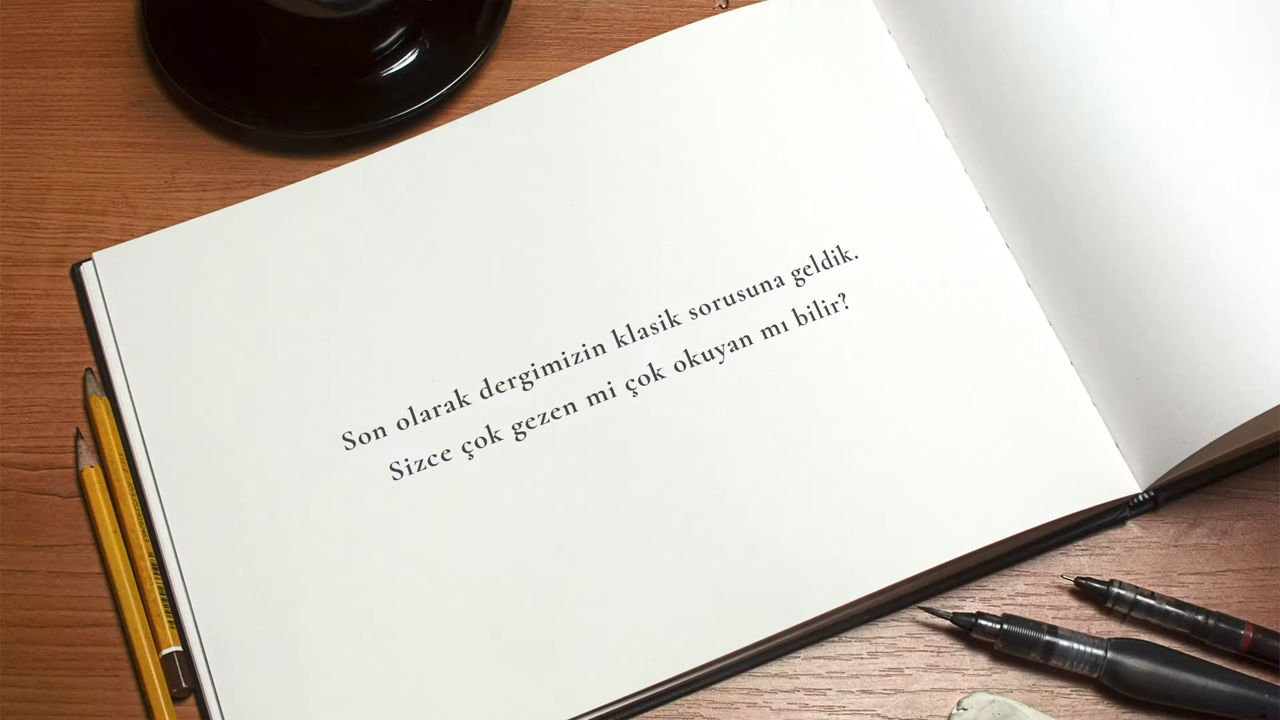 Son olarak dergimizin klasik sorusuna geldik.
Sizce çok gezen mi çok okuyan mı bilir?